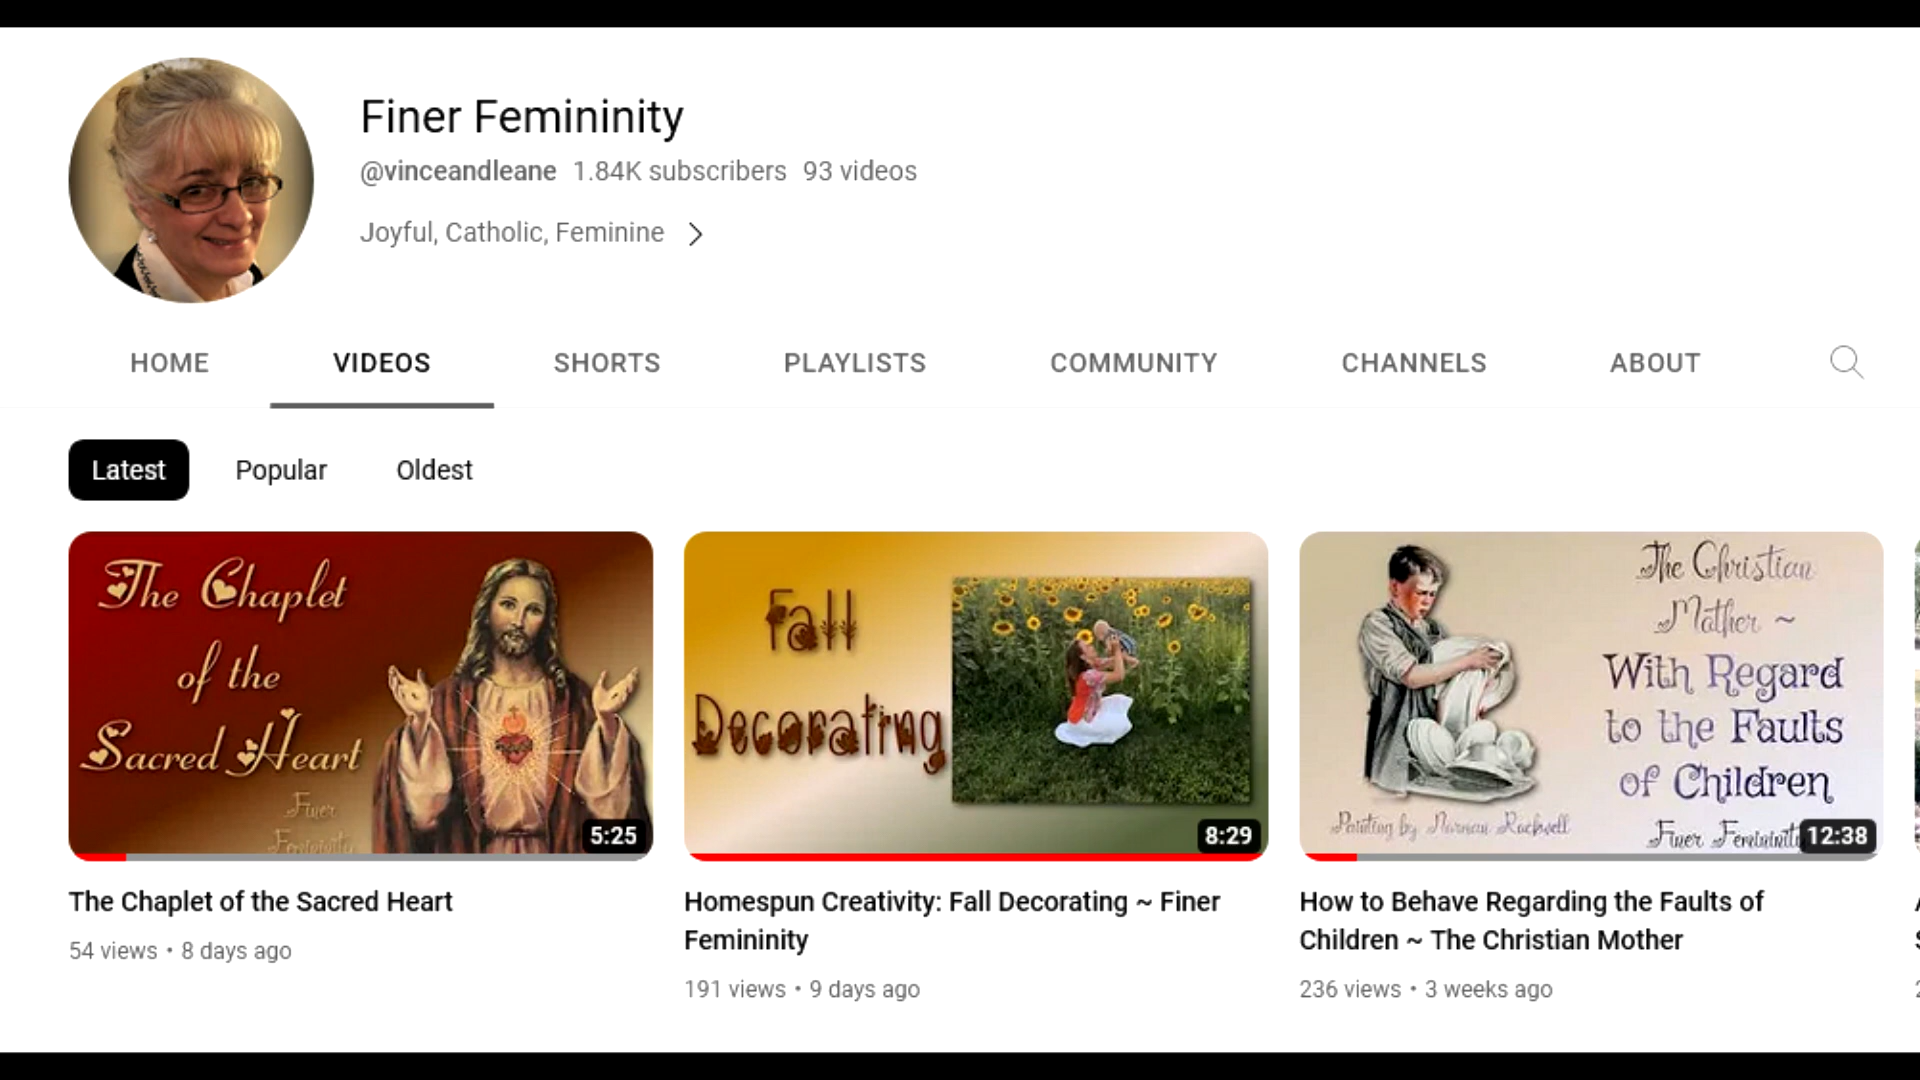 Finer Femininity
@vinceandleane 1.84K subscribers 93 videos
Joyful, Catholic, Feminine
HOME VIDEOS SHORTS PLAYLISTS COMMUNITY CHANNELS ABOUT
Latest Popular Oldest
The Chaplet
of the
Sacred Heart
Finer
Femininity
5:25
Fall
Decorating
8:29
The Christian
Mother ~
With Regard
to the Faults
of Children
Painting by Norman Rockwell
Finer Femininity
12:38
The Chaplet of the Sacred Heart
54 views • 8 days ago
Homespun Creativity: Fall Decorating ~ Finer
Femininity
191 views • 9 days ago
How to Behave Regarding the Faults of
Children ~ The Christian Mother
236 views • 3 weeks ago